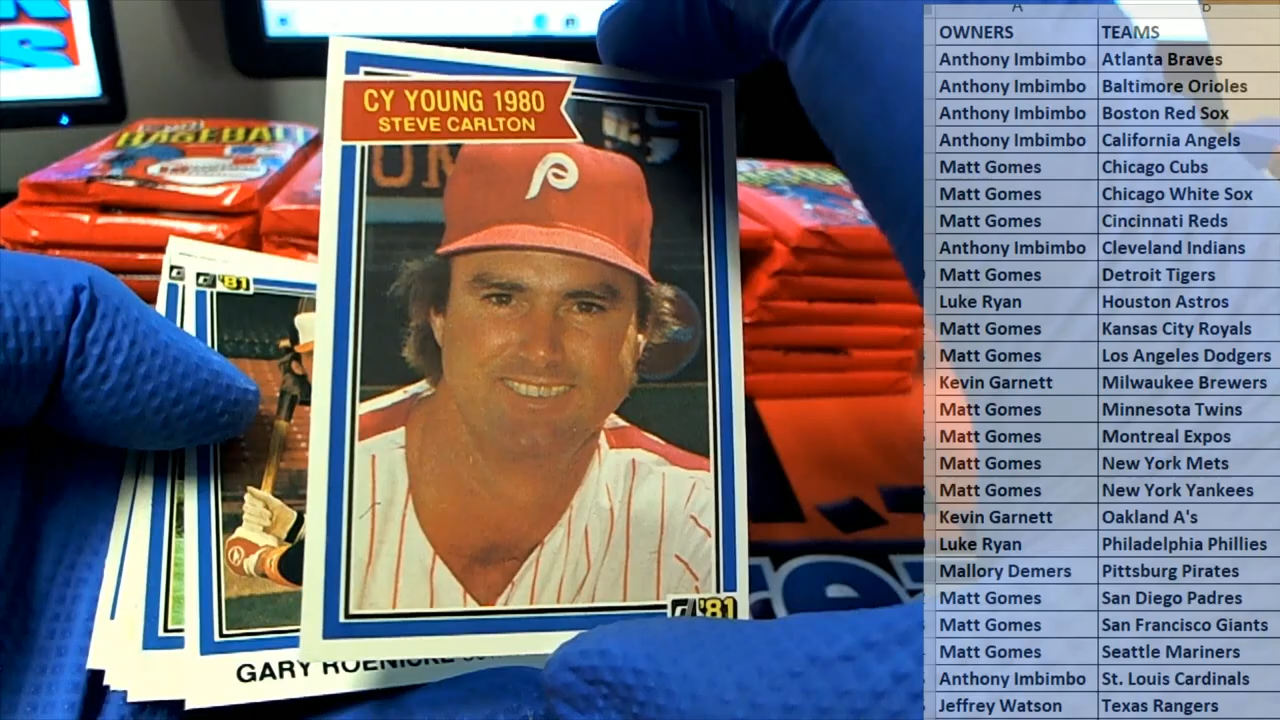 BASEBALL
CY YOUNG 1980
STEVE CARLTON
P
'81
'81
GARY ROENICKE
A B
OWNERS TEAMS
Anthony Imbimbo Atlanta Braves
Anthony Imbimbo Baltimore Orioles
Anthony Imbimbo Boston Red Sox
Anthony Imbimbo California Angels
Matt Gomes Chicago Cubs
Matt Gomes Chicago White Sox
Matt Gomes Cincinnati Reds
Anthony Imbimbo Cleveland Indians
Matt Gomes Detroit Tigers
Luke Ryan Houston Astros
Matt Gomes Kansas City Royals
Matt Gomes Los Angeles Dodgers
Kevin Garnett Milwaukee Brewers
Matt Gomes Minnesota Twins
Matt Gomes Montreal Expos
Matt Gomes New York Mets
Matt Gomes New York Yankees
Kevin Garnett Oakland A's
Luke Ryan Philadelphia Phillies
Mallory Demers Pittsburg Pirates
Matt Gomes San Diego Padres
Matt Gomes San Francisco Giants
Matt Gomes Seattle Mariners
Anthony Imbimbo St. Louis Cardinals
Jeffrey Watson Texas Rangers